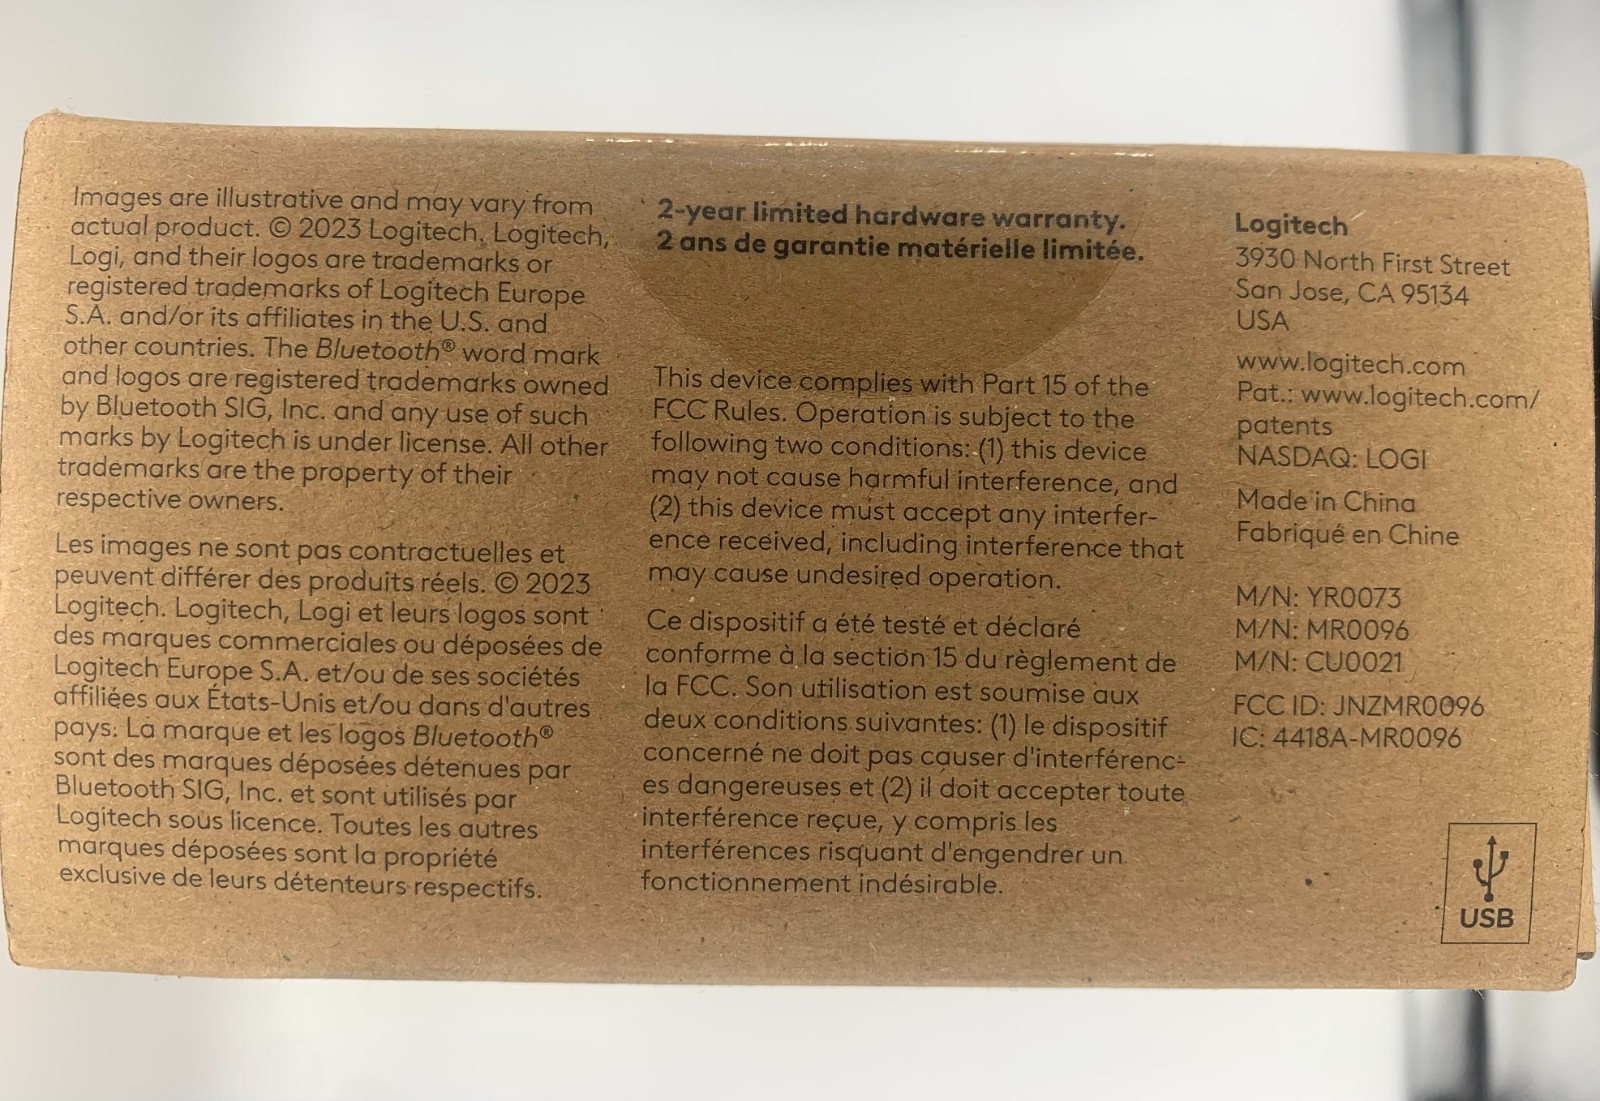 Images are illustrative and may vary from
actual product. © 2023 Logitech. Logitech,
Logi, and their logos are trademarks or
registered trademarks of Logitech Europe
S.A. and/or its affiliates in the U.S. and
other countries. The Bluetooth® word mark
and logos are registered trademarks owned
by Bluetooth SIG, Inc. and any use of such
marks by Logitech is under license. All other
trademarks are the property of their
respective owners.
Les images ne sont pas contractuelles et
peuvent différer des produits réels. © 2023
Logitech. Logitech, Logi et leurs logos sont
des marques commerciales ou déposées de
Logitech Europe S.A. et/ou de ses sociétés
affiliées aux États-Unis et/ou dans d'autres
pays. La marque et les logos Bluetooth®
sont des marques déposées détenues par
Bluetooth SIG, Inc. et sont utilisés par
Logitech sous licence. Toutes les autres
marques déposées sont la propriété
exclusive de leurs détenteurs respectifs.
2-year limited hardware warranty.
2 ans de garantie matérielle limitée.
This device complies with Part 15 of the
FCC Rules. Operation is subject to the
following two conditions: (1) this device
may not cause harmful interference, and
(2) this device must accept any interfer-
ence received, including interference that
may cause undesired operation.
Ce dispositif a été testé et déclaré
conforme à la section 15 du règlement de
la FCC. Son utilisation est soumise aux
deux conditions suivantes: (1) le dispositif
concerné ne doit pas causer d'interférenc-
es dangereuses et (2) il doit accepter toute
interférence reçue, y compris les
interférences risquant d'engendrer un
fonctionnement indésirable.
Logitech
3930 North First Street
San Jose, CA 95134
USA
www.logitech.com
Pat.: www.logitech.com/
patents
NASDAQ: LOGI
Made in China
Fabriqué en Chine
M/N: YR0073
M/N: MR0096
M/N: CU0021
FCC ID: JNZMR0096
IC: 4418A-MR0096
USB